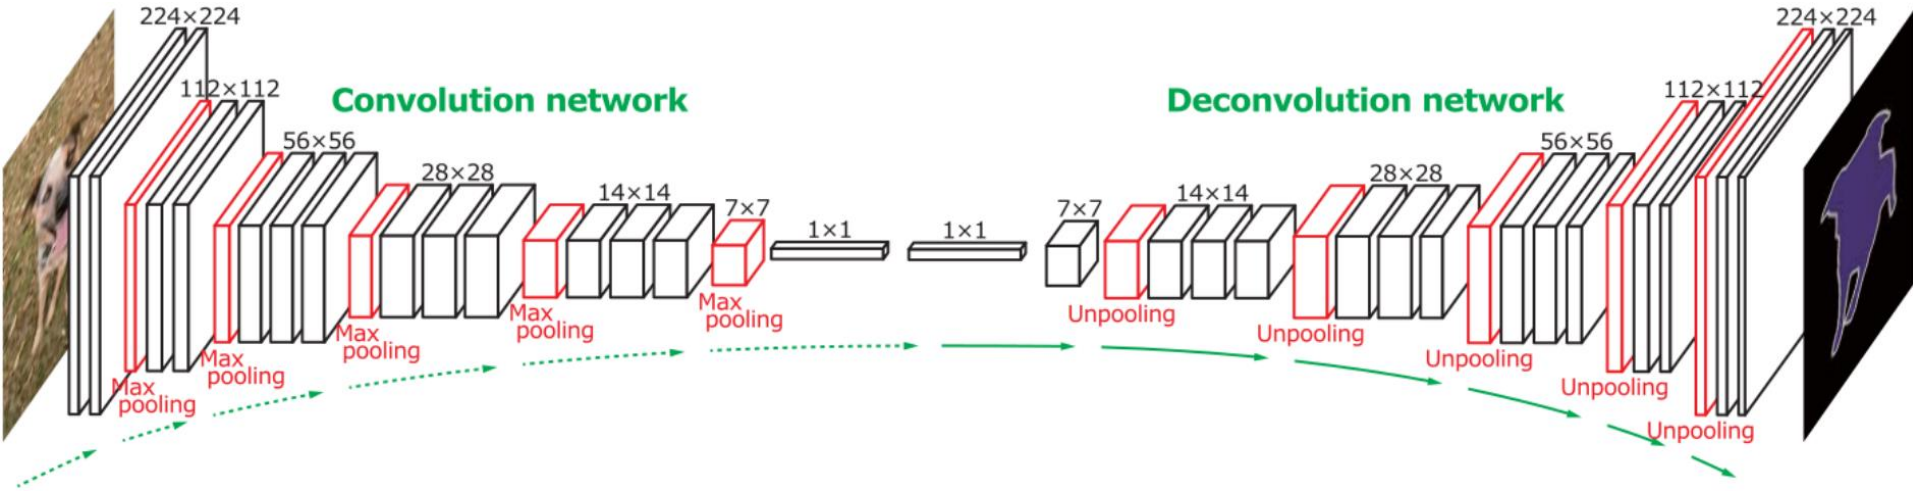 224×224
112×112
Convolution network
56×56
28×28
14×14
7×7
1×1
1×1
7×7
14×14
28×28
56×56
Deconvolution network
112×112
224×224
Max
pooling
Max
pooling
Max
pooling
Max
pooling
Max
pooling
Unpooling
Unpooling
Unpooling
Unpooling
Unpooling